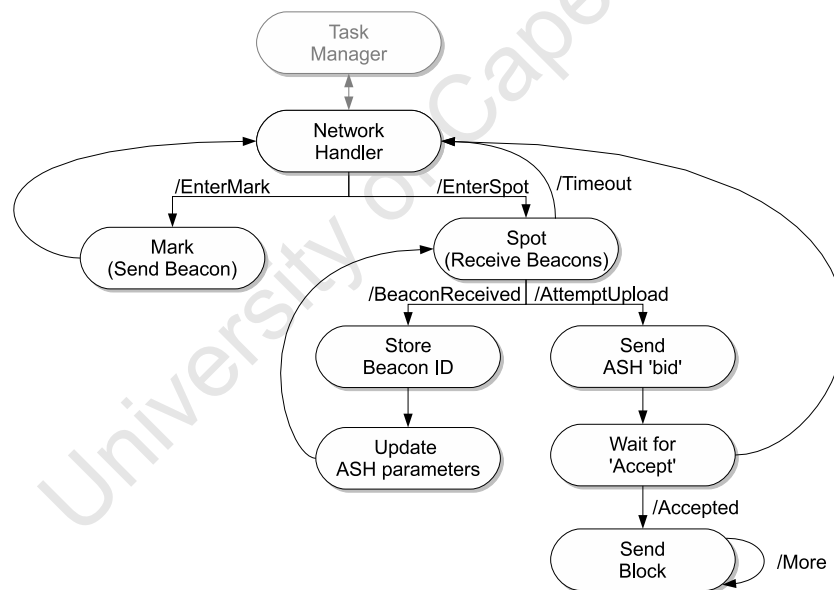 Task
Manager
Network
Handler
/EnterMark
/EnterSpot
/Timeout
Mark
(Send Beacon)
Spot
(Receive Beacons)
/BeaconReceived
/AttemptUpload
Store
Beacon ID
Send
ASH 'bid'
Update
ASH parameters
Wait for
'Accept'
/Accepted
Send
Block
/More
University of Cape